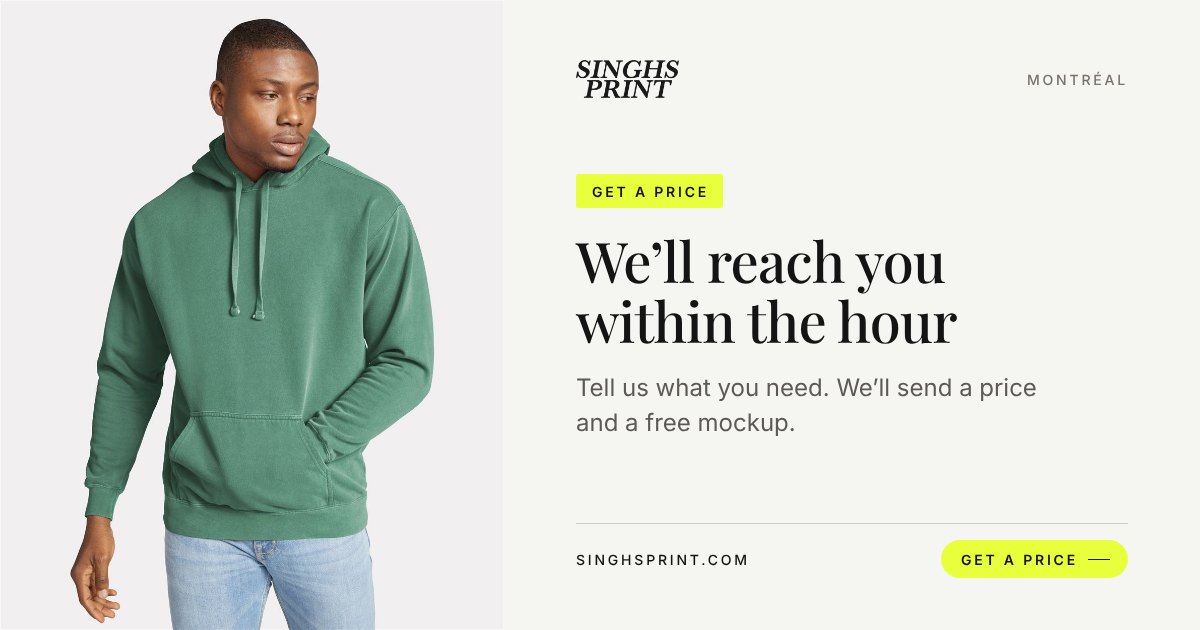 SINGHS
PRINT
MONTRÉAL
GET A PRICE
We’ll reach you
within the hour
Tell us what you need. We’ll send a price
and a free mockup.
SINGHSPRINT.COM
GET A PRICE —